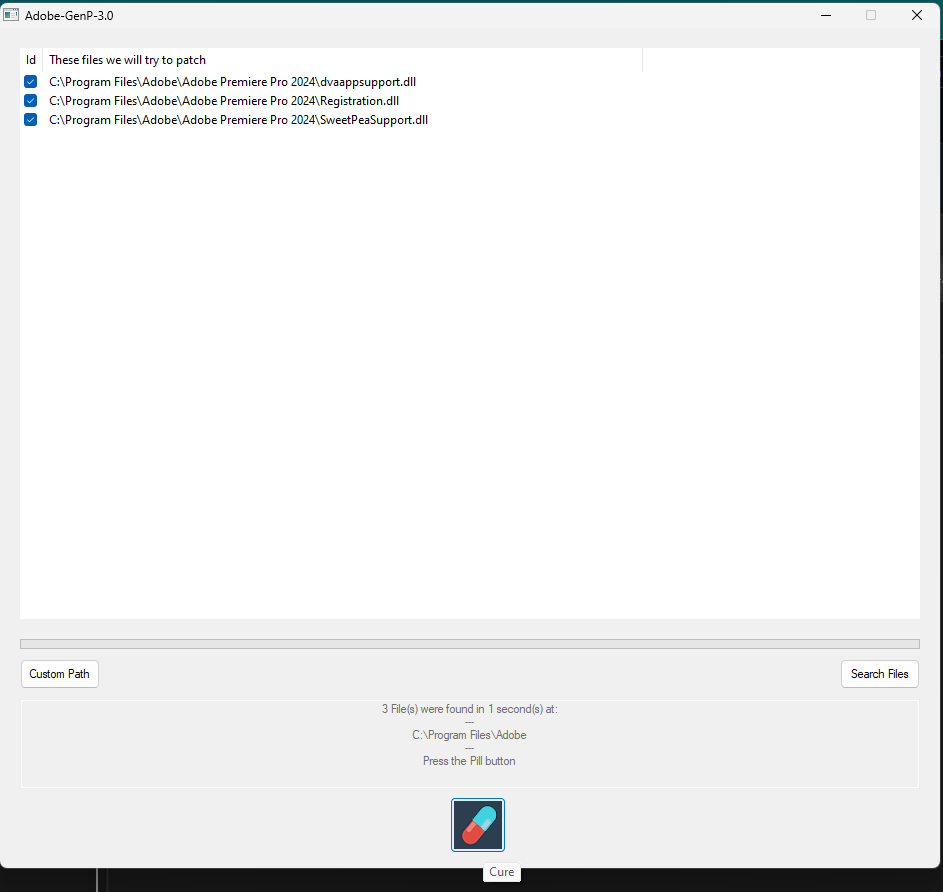 Adobe-GenP-3.0
Id These files we will try to patch
C:\Program Files\Adobe\Adobe Premiere Pro 2024\dvaappsupport.dll
C:\Program Files\Adobe\Adobe Premiere Pro 2024\Registration.dll
C:\Program Files\Adobe\Adobe Premiere Pro 2024\SweetPeaSupport.dll
Custom Path
Search Files
3 File(s) were found in 1 second(s) at:
---
C:\Program Files\Adobe
---
Press the Pill button
Cure